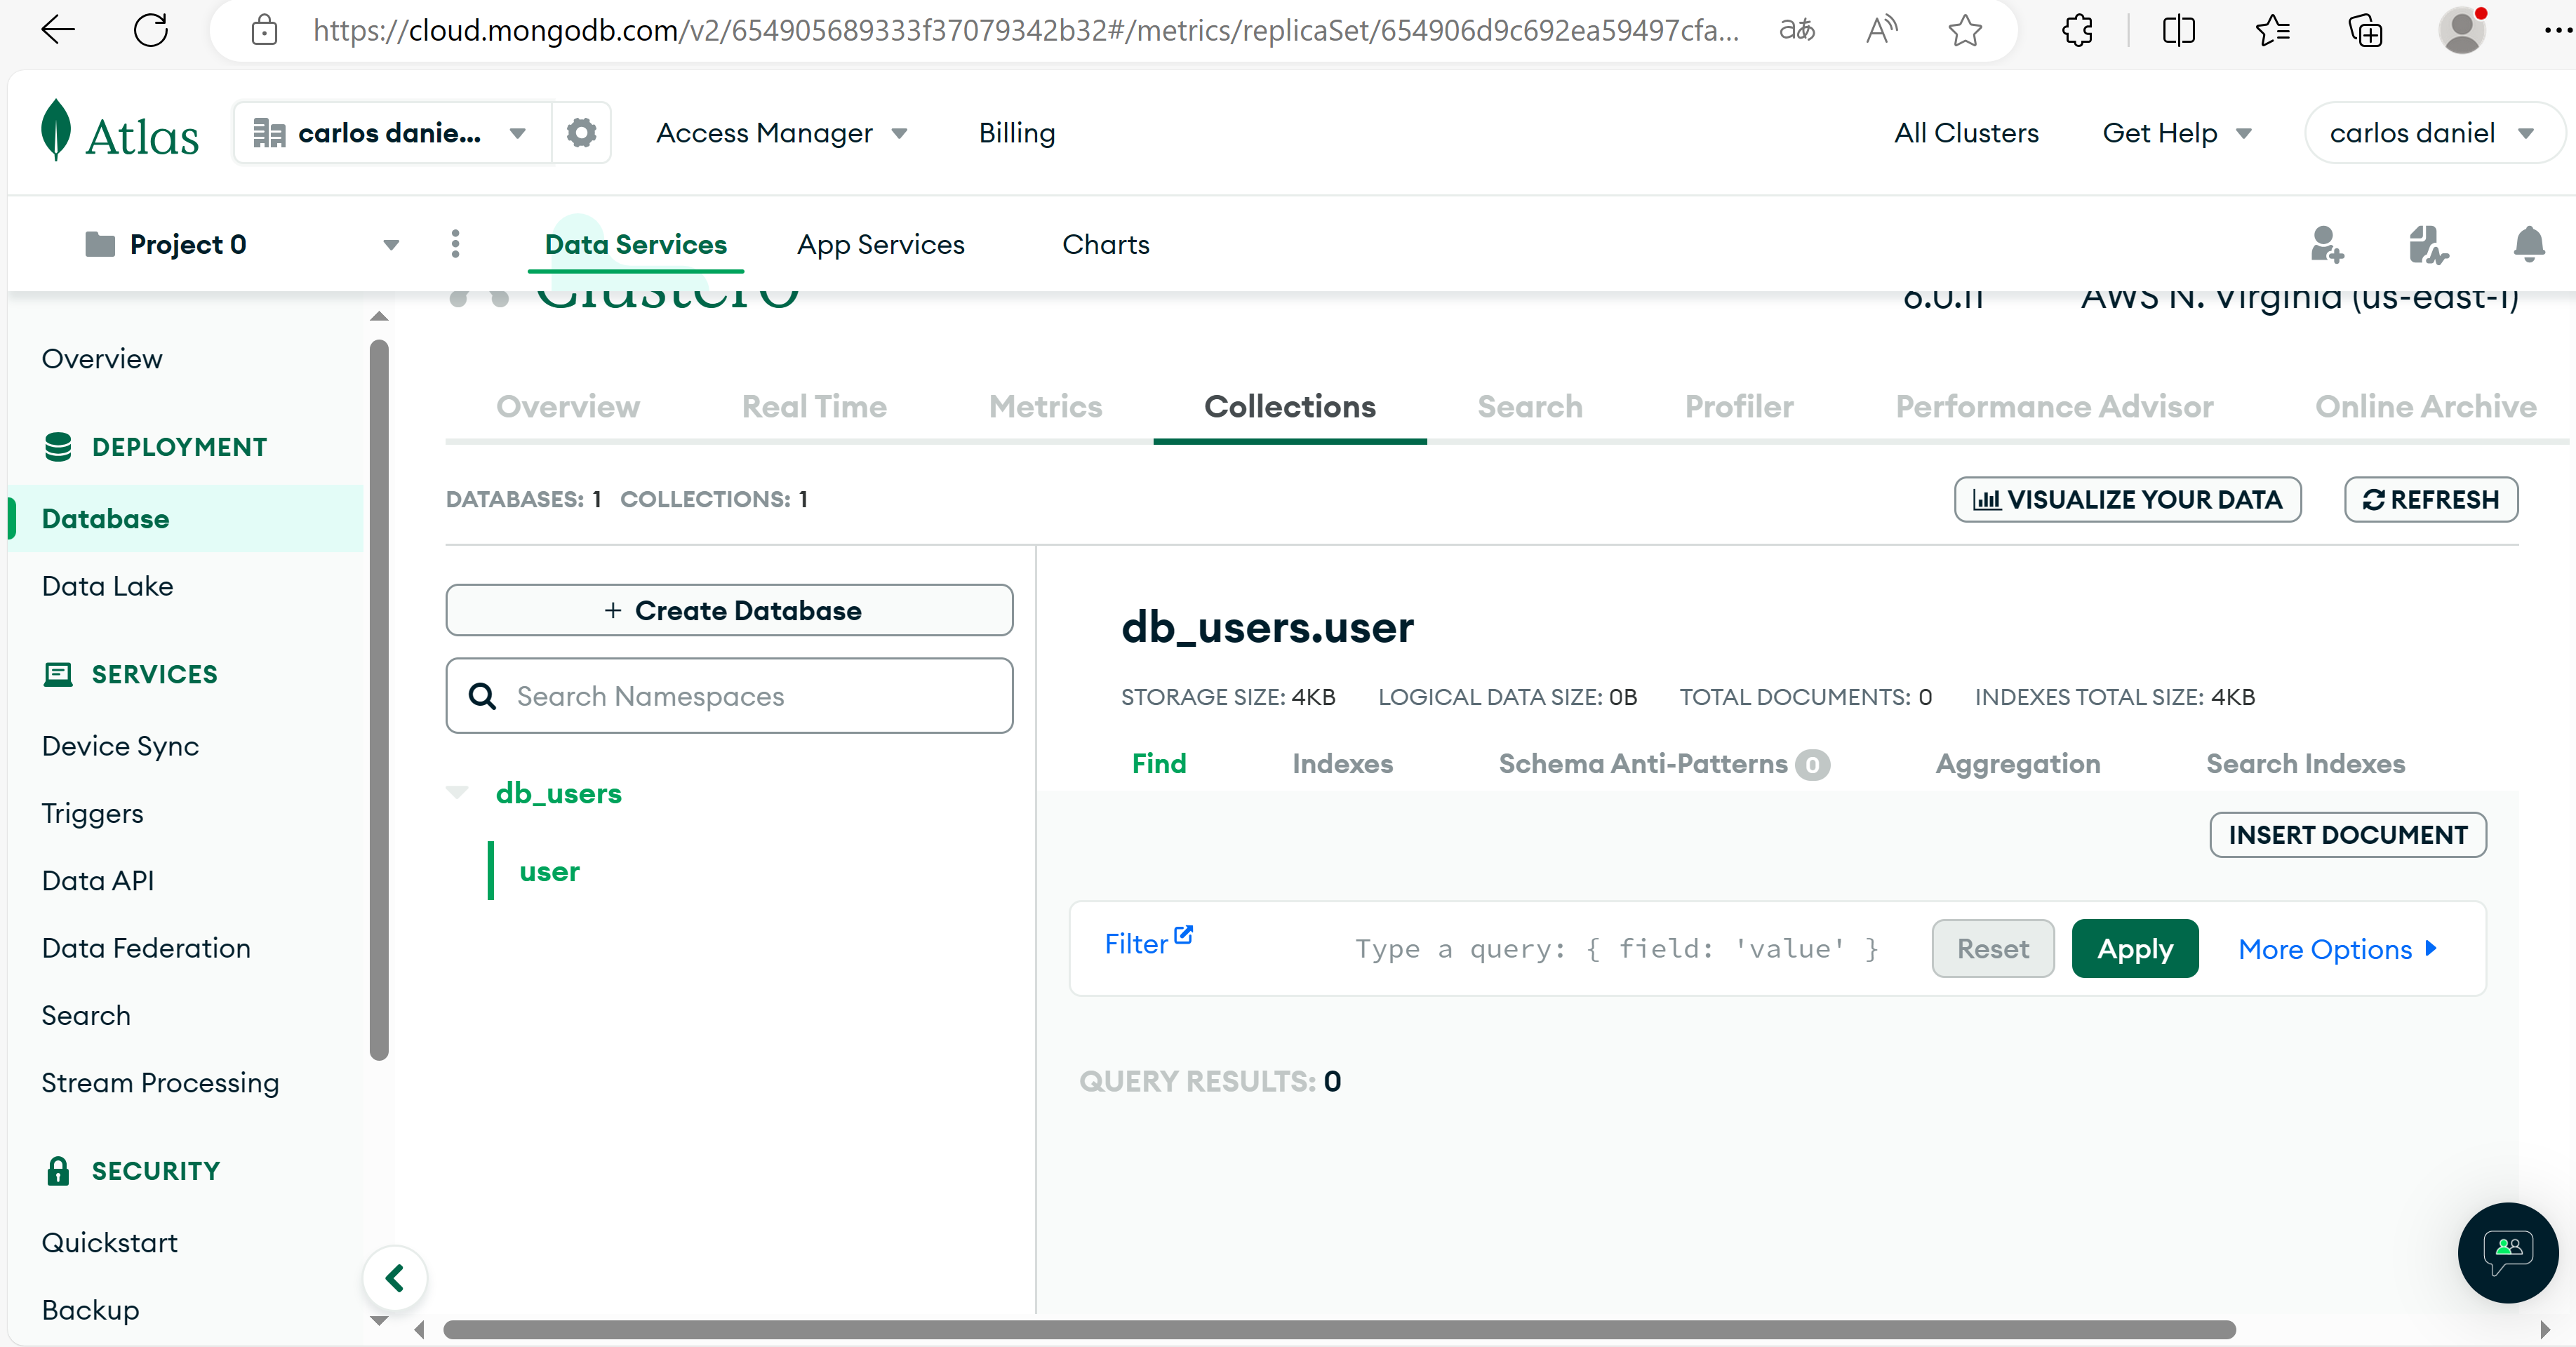 https://cloud.mongodb.com/v2/654905689333f37079342b32#/metrics/replicaSet/654906d9c692ea59497cfa...
Atlas
carlos danie...
Access Manager
Billing
All Clusters
Get Help
carlos daniel
Project 0
Data Services
App Services
Charts
Cluster0
6.0.11
AWS N. Virginia (us-east-1)
Overview
DEPLOYMENT
Database
Data Lake
SERVICES
Device Sync
Triggers
Data API
Data Federation
Search
Stream Processing
SECURITY
Quickstart
Backup
Overview
Real Time
Metrics
Collections
Search
Profiler
Performance Advisor
Online Archive
DATABASES: 1 COLLECTIONS: 1
VISUALIZE YOUR DATA
REFRESH
+ Create Database
Search Namespaces
db_users
user
db_users.user
STORAGE SIZE: 4KB LOGICAL DATA SIZE: 0B TOTAL DOCUMENTS: 0 INDEXES TOTAL SIZE: 4KB
Find
Indexes
Schema Anti-Patterns 0
Aggregation
Search Indexes
INSERT DOCUMENT
Filter
Type a query: { field: 'value' }
Reset
Apply
More Options
QUERY RESULTS: 0